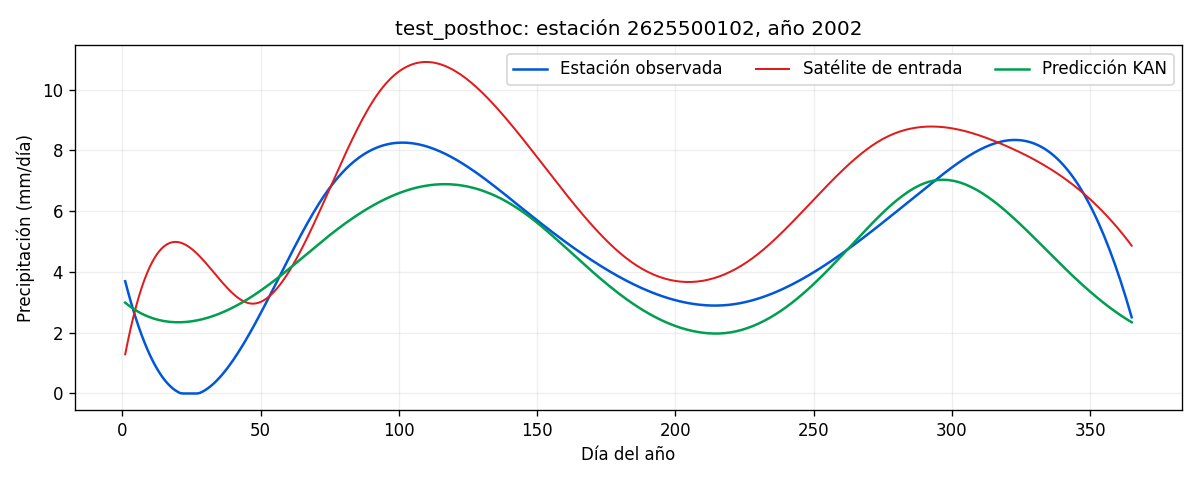 test_posthoc: estación 2625500102, año 2002
Estación observada
Satélite de entrada
Predicción KAN
Precipitación (mm/día)
10
8
6
4
2
0
0 50 100 150 200 250 300 350
Día del año